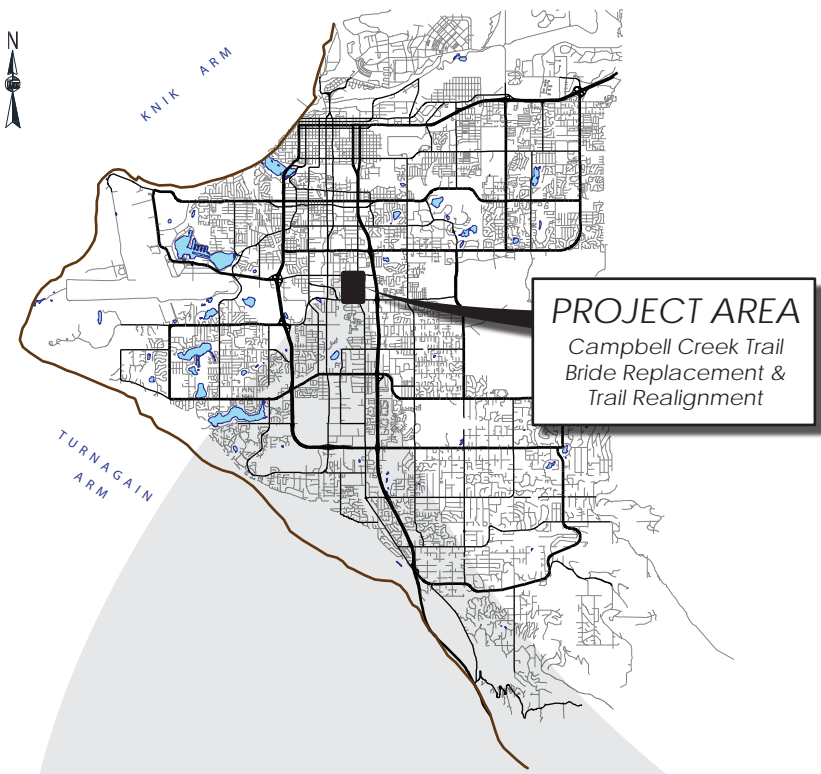 N
KNIK ARM
PROJECT AREA
Campbell Creek Trail
Bride Replacement &
Trail Realignment
TURNAGAIN
ARM